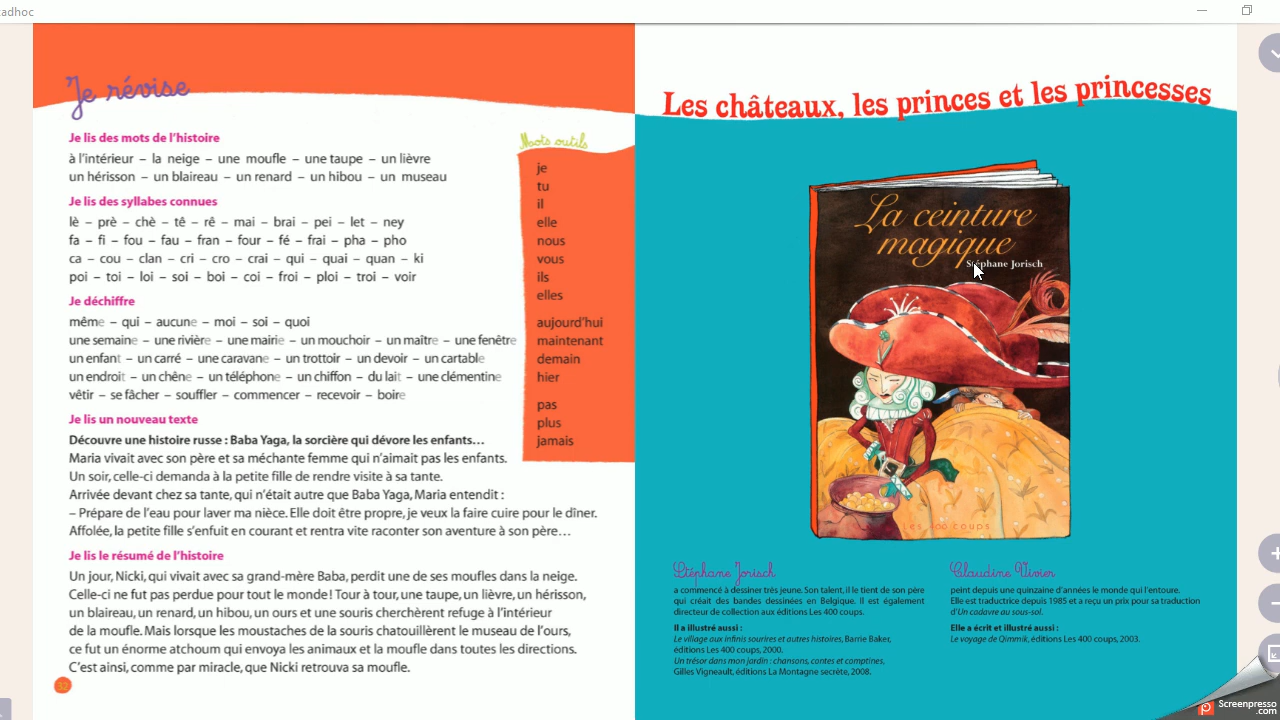 adhoc
Je révise
Je lis des mots de l'histoire
à l'intérieur – la neige – une moufle – une taupe – un lièvre
un hérisson – un blaireau – un renard – un hibou – un museau
Je lis des syllabes connues
lè – prè – chè – tê – rê – mai – brai – pei – let – ney
fa – fi – fou – fau – fran – four – fé – frai – pha – pho
ca – cou – clan – cri – cro – crai – qui – quai – quan – ki
poi – toi – loi – soi – boi – coi – froi – ploi – troi – voir
Je déchiffre
même – qui – aucune – moi – soi – quoi
une semaine – une rivière – une mairie – un mouchoir – un maître – une fenêtre
un enfant – un carré – une caravane – un trottoir – un devoir – un cartable
un endroit – un chêne – un téléphone – un chiffon – du lait – une clémentine
vêtir – se fâcher – souffler – commencer – recevoir – boire
Je lis un nouveau texte
Découvre une histoire russe : Baba Yaga, la sorcière qui dévore les enfants…
Maria vivait avec son père et sa méchante femme qui n'aimait pas les enfants.
Un soir, celle-ci demanda à la petite fille de rendre visite à sa tante.
Arrivée devant chez sa tante, qui n'était autre que Baba Yaga, Maria entendit :
– Prépare de l'eau pour laver ma nièce. Elle doit être propre, je veux la faire cuire pour le dîner.
Affolée, la petite fille s'enfuit en courant et rentra vite raconter son aventure à son père…
Je lis le résumé de l'histoire
Un jour, Nicki, qui vivait avec sa grand-mère Baba, perdit une de ses moufles dans la neige.
Celle-ci ne fut pas perdue pour tout le monde ! Tour à tour, une taupe, un lièvre, un hérisson,
un blaireau, un renard, un hibou, un ours et une souris cherchèrent refuge à l'intérieur
de la moufle. Mais lorsque les moustaches de la souris chatouillèrent le museau de l'ours,
ce fut un énorme atchoum qui envoya les animaux et la moufle dans toutes les directions.
C'est ainsi, comme par miracle, que Nicki retrouva sa moufle.
32
Mots outils
je
tu
il
elle
nous
vous
ils
elles
aujourd'hui
maintenant
demain
hier
pas
plus
jamais
Les châteaux, les princes et les princesses
La ceinture
magique
Stéphane Jorisch
Les 400 coups
Stéphane Jorisch
a commencé à dessiner très jeune. Son talent, il le tient de son père
qui créait des bandes dessinées en Belgique. Il est également
directeur de collection aux éditions Les 400 coups.
Il a illustré aussi :
Le village aux infinis sourires et autres histoires, Barrie Baker,
éditions Les 400 coups, 2000.
Un trésor dans mon jardin : chansons, contes et comptines,
Gilles Vigneault, éditions La Montagne secrète, 2008.
Claudine Vivier
peint depuis une quinzaine d'années le monde qui l'entoure.
Elle est traductrice depuis 1985 et a reçu un prix pour sa traduction
d'Un cadavre au sous-sol.
Elle a écrit et illustré aussi :
Le voyage de Qimmik, éditions Les 400 coups, 2003.
Screenpresso
.com